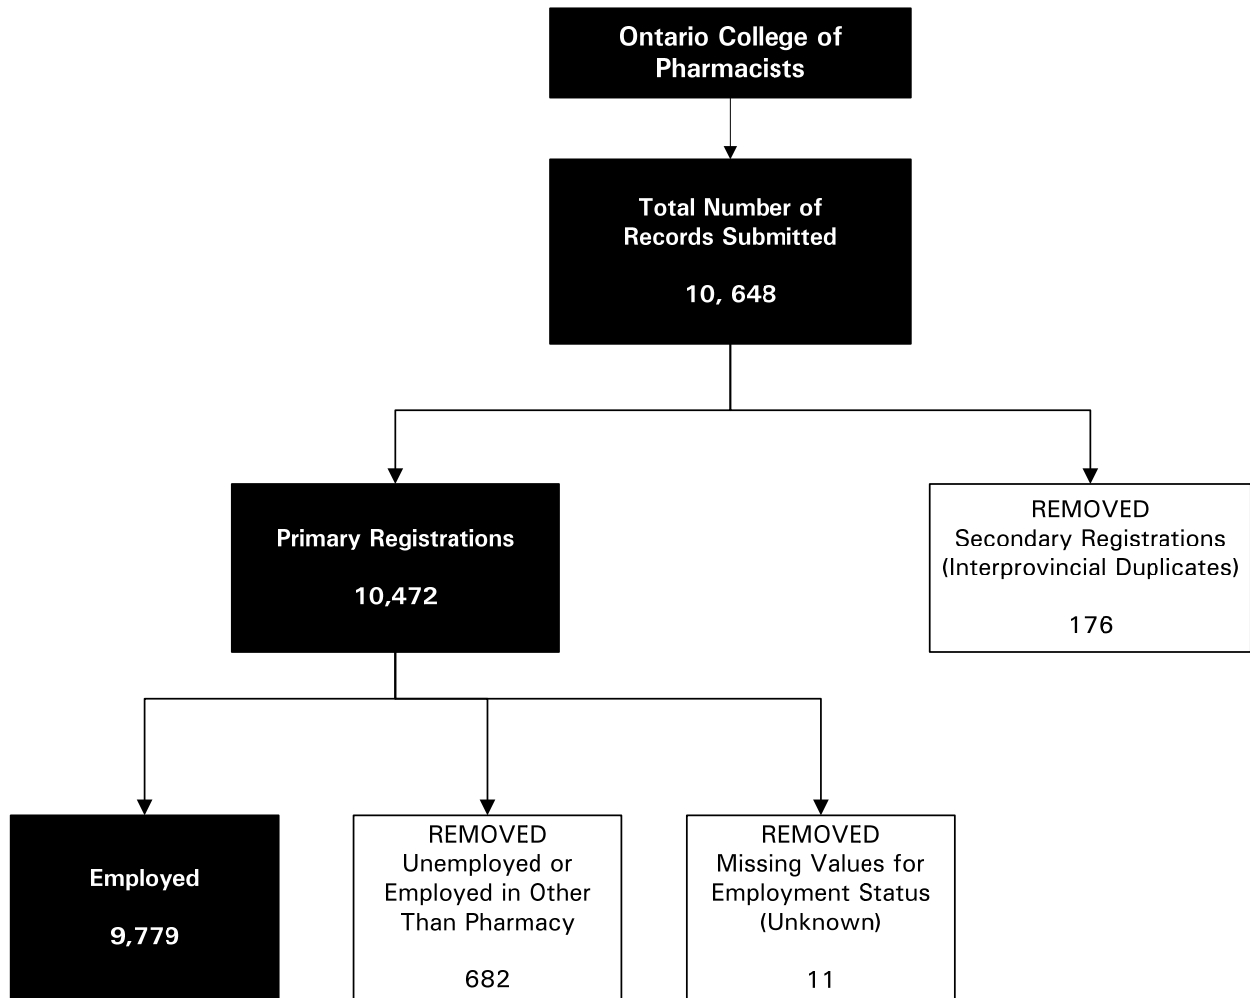 Ontario College of
Pharmacists
Total Number of
Records Submitted
10, 648
Primary Registrations
10,472
REMOVED
Secondary Registrations
(Interprovincial Duplicates)
176
Employed
9,779
REMOVED
Unemployed or
Employed in Other
Than Pharmacy
682
REMOVED
Missing Values for
Employment Status
(Unknown)
11